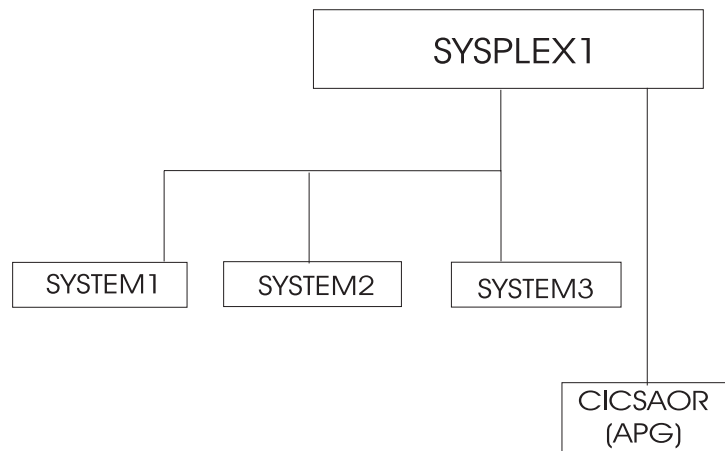 SYSPLEX1
SYSTEM1
SYSTEM2
SYSTEM3
CICSAOR
(APG)